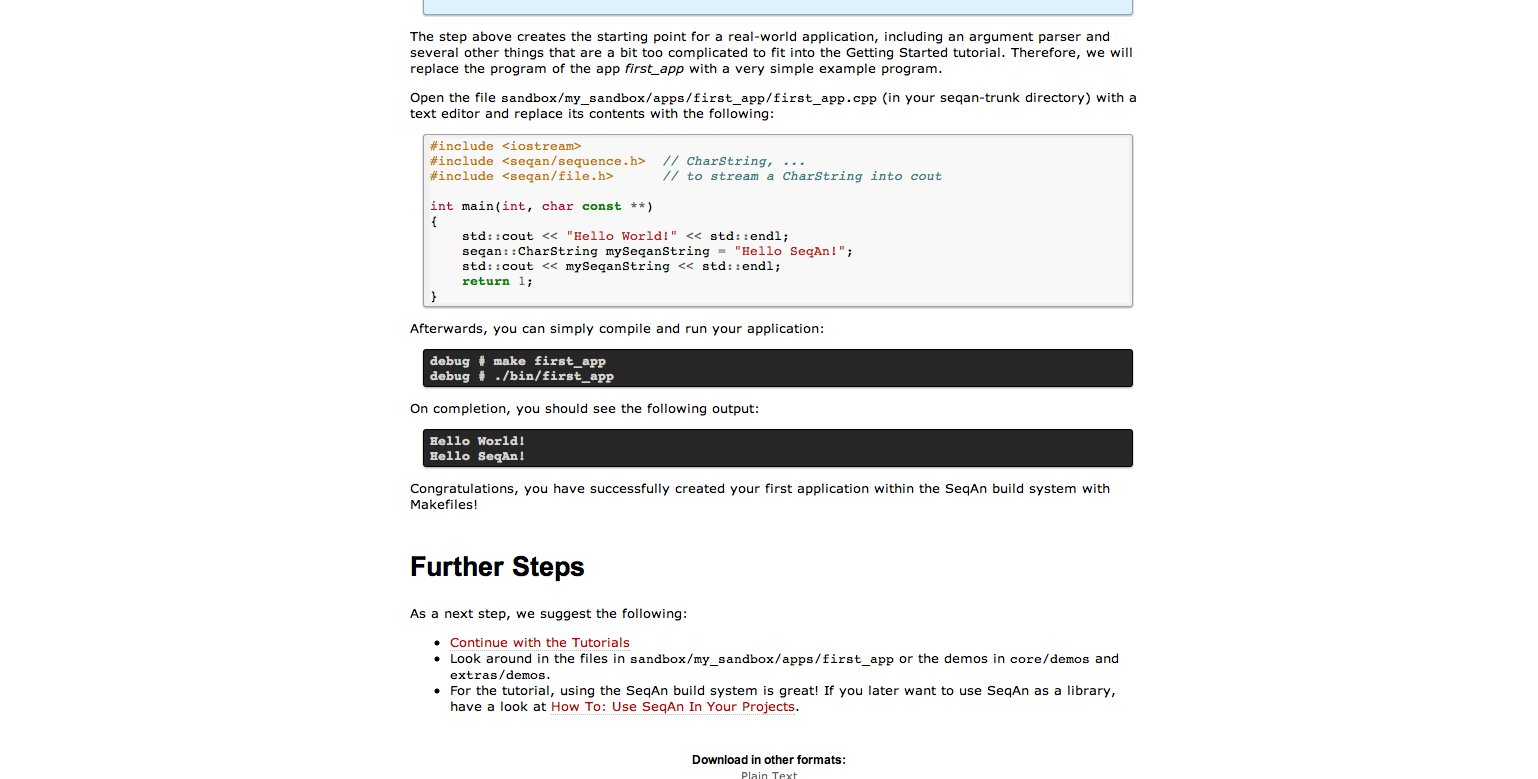 The step above creates the starting point for a real-world application, including an argument parser and
several other things that are a bit too complicated to fit into the Getting Started tutorial. Therefore, we will
replace the program of the app first_app with a very simple example program.
Open the file sandbox/my_sandbox/apps/first_app/first_app.cpp (in your seqan-trunk directory) with a
text editor and replace its contents with the following:
#include <iostream>
#include <seqan/sequence.h>  // CharString, ...
#include <seqan/file.h>      // to stream a CharString into cout
int main(int, char const **)
{
    std::cout << "Hello World!" << std::endl;
    seqan::CharString mySeqanString = "Hello SeqAn!";
    std::cout << mySeqanString << std::endl;
    return 1;
}
Afterwards, you can simply compile and run your application:
debug # make first_app
debug # ./bin/first_app
On completion, you should see the following output:
Hello World!
Hello SeqAn!
Congratulations, you have successfully created your first application within the SeqAn build system with
Makefiles!
Further Steps
As a next step, we suggest the following:
• Continue with the Tutorials
• Look around in the files in sandbox/my_sandbox/apps/first_app or the demos in core/demos and
extras/demos.
• For the tutorial, using the SeqAn build system is great! If you later want to use SeqAn as a library,
have a look at How To: Use SeqAn In Your Projects.
Download in other formats:
Plain Text